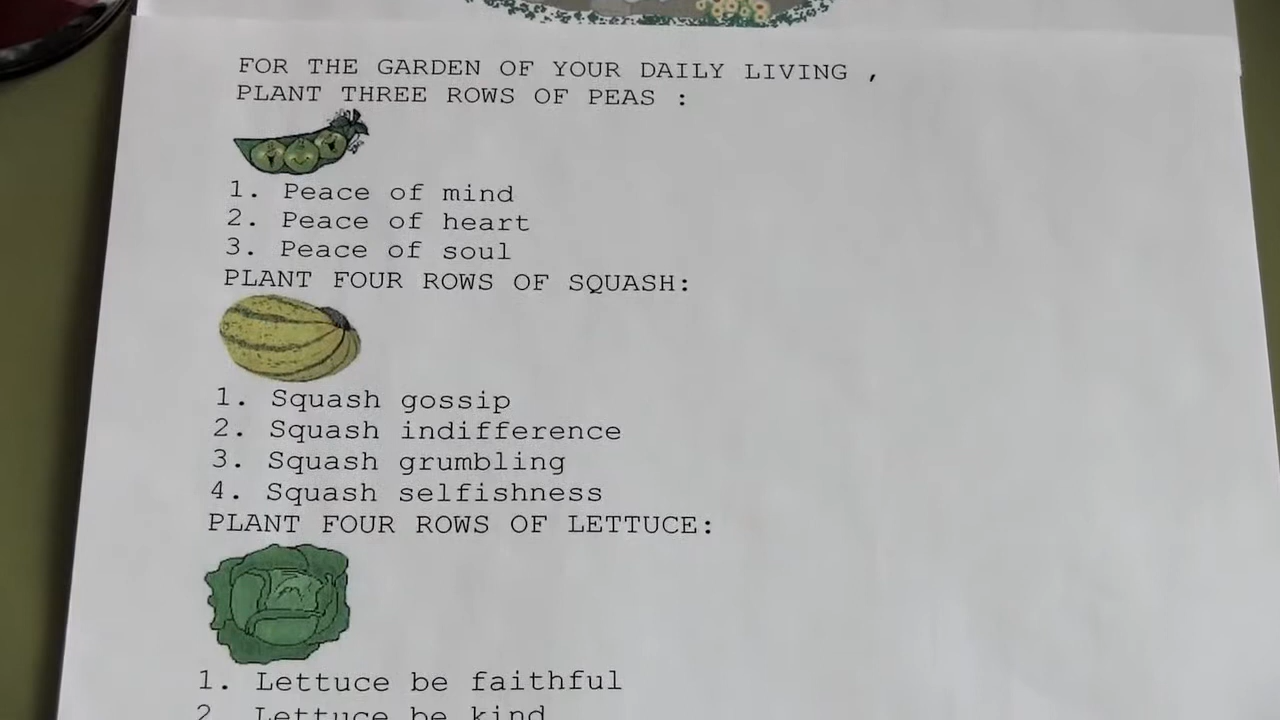 FOR THE GARDEN OF YOUR DAILY LIVING ,
PLANT THREE ROWS OF PEAS :
1. Peace of mind
2. Peace of heart
3. Peace of soul
PLANT FOUR ROWS OF SQUASH:
1. Squash gossip
2. Squash indifference
3. Squash grumbling
4. Squash selfishness
PLANT FOUR ROWS OF LETTUCE:
1. Lettuce be faithful
2. Lettuce be kind